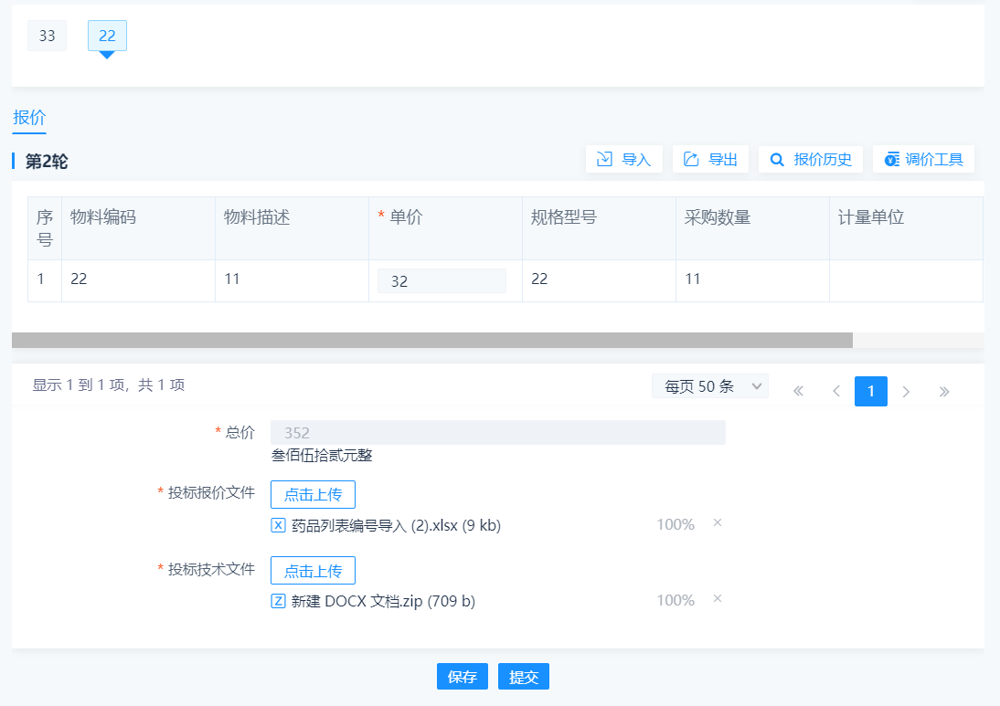 33 22
报价
第2轮 导入 导出 报价历史 调价工具
序号 物料编码 物料描述 * 单价 规格型号 采购数量 计量单位
1 22 11 32 22 11
显示 1 到 1 项，共 1 项 每页 50 条 « < 1 > »
* 总价 352
叁佰伍拾贰元整
* 投标报价文件 点击上传
X 药品列表编号导入 (2).xlsx (9 kb) 100% ×
* 投标技术文件 点击上传
Z 新建 DOCX 文档.zip (709 b) 100% ×
保存 提交